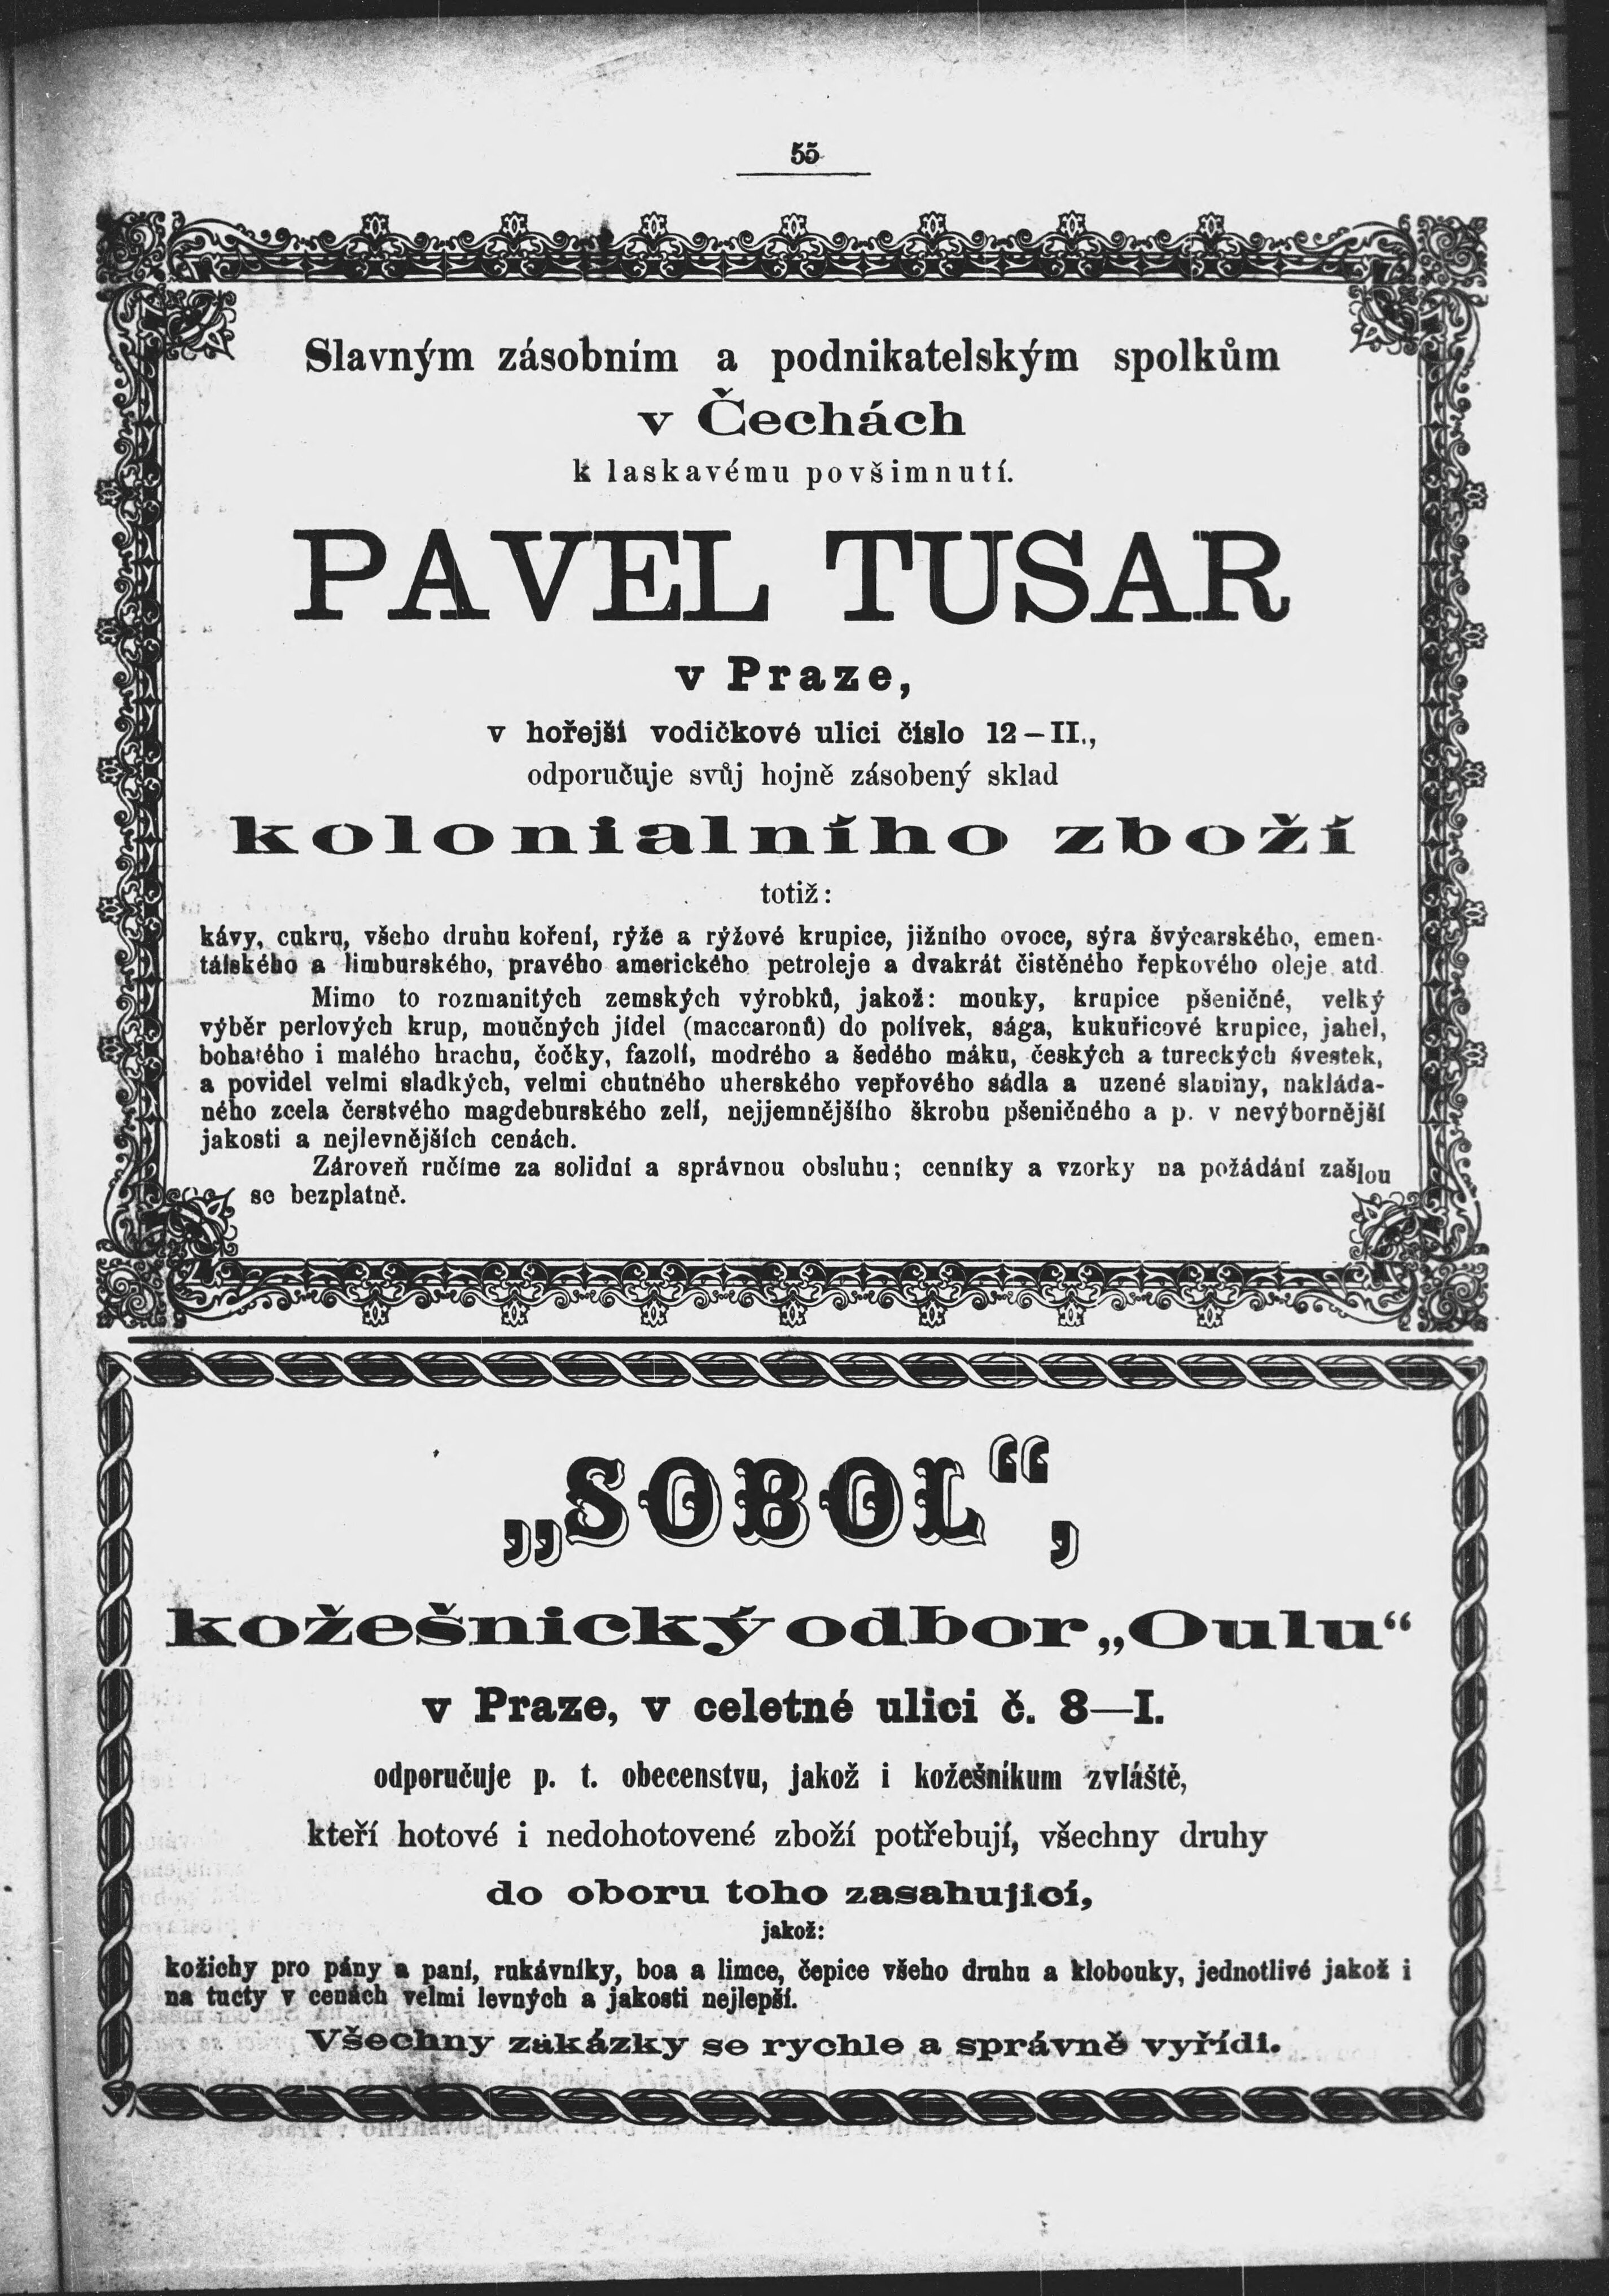 55
Slavným zásobním a podnikatelským spolkům
v Čechách
k laskavému povšimnutí.
PAVEL TUSAR
v Praze,
v hořejší vodičkové ulici číslo 12–II.,
odporučuje svůj hojně zásobený sklad
kolonialního zboží
totiž:
kávy, cukru, všeho druhu koření, rýže a rýžové krupice, jižního ovoce, sýra švýcarského, emen-
tálského a limburského, pravého amerického petroleje a dvakrát čistěného řepkového oleje atd.
Mimo to rozmanitých zemských výrobků, jakož: mouky, krupice pšeničné, velký
výběr perlových krup, moučných jídel (maccaronů) do polívek, sága, kukuřicové krupice, jahel,
bohatého i malého hrachu, čočky, fazolí, modrého a šedého máku, českých a tureckých švestek,
a povidel velmi sladkých, velmi chutného uherského vepřového sádla a uzené slaniny, nakláda-
ného zcela čerstvého magdeburského zelí, nejjemnějšího škrobu pšeničného a p. v nevýbornější
jakosti a nejlevnějších cenách.
Zároveň ručíme za solidní a správnou obsluhu; cenníky a vzorky na požádání zašlou
se bezplatně.
„SOBOL“,
kožešnický odbor „Oulu“
v Praze, v celetné ulici č. 8—I.
odporučuje p. t. obecenstvu, jakož i kožešníkum zvláště,
kteří hotové i nedohotovené zboží potřebují, všechny druhy
do oboru toho zasahující,
jakož:
kožichy pro pány a paní, rukávníky, boa a límce, čepice všeho druhu a klobouky, jednotlivé jakož i
na tucty v cenách velmi levných a jakosti nejlepší.
Všechny zakázky se rychle a správně vyřídí.